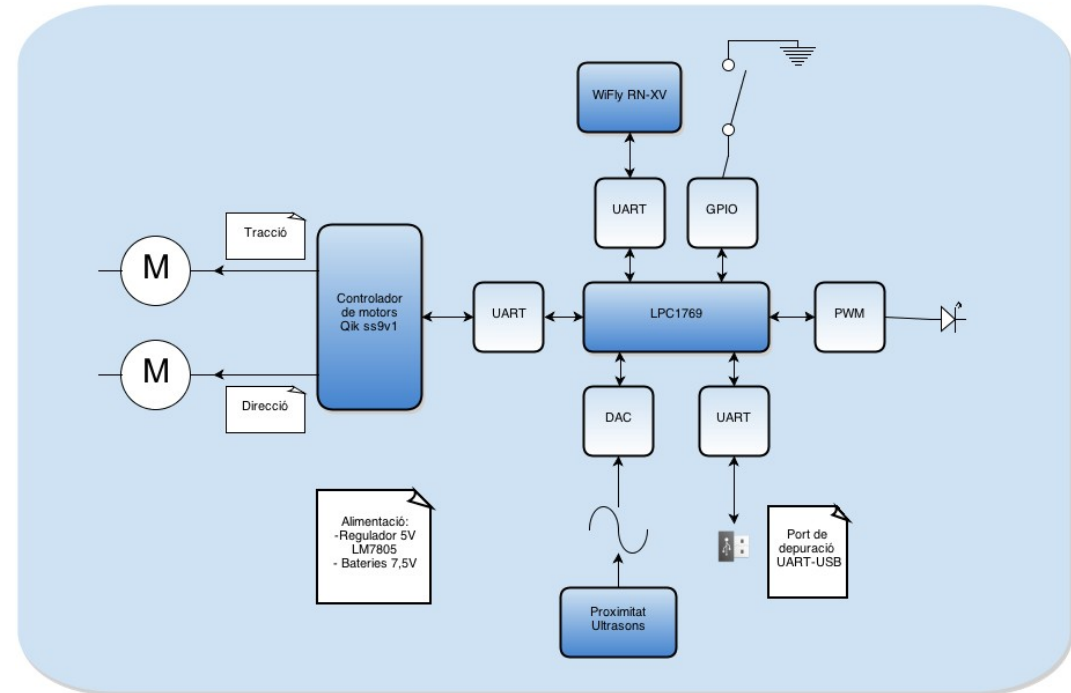 WiFly RN-XV
UART
GPIO
Tracció
M
Controlador
de motors
Qik ss9v1
UART
LPC1769
PWM
M
Direcció
DAC
UART
Alimentació:
-Regulador 5V
LM7805
- Bateries 7,5V
Port de
depuració
UART-USB
Proximitat
Ultrasons